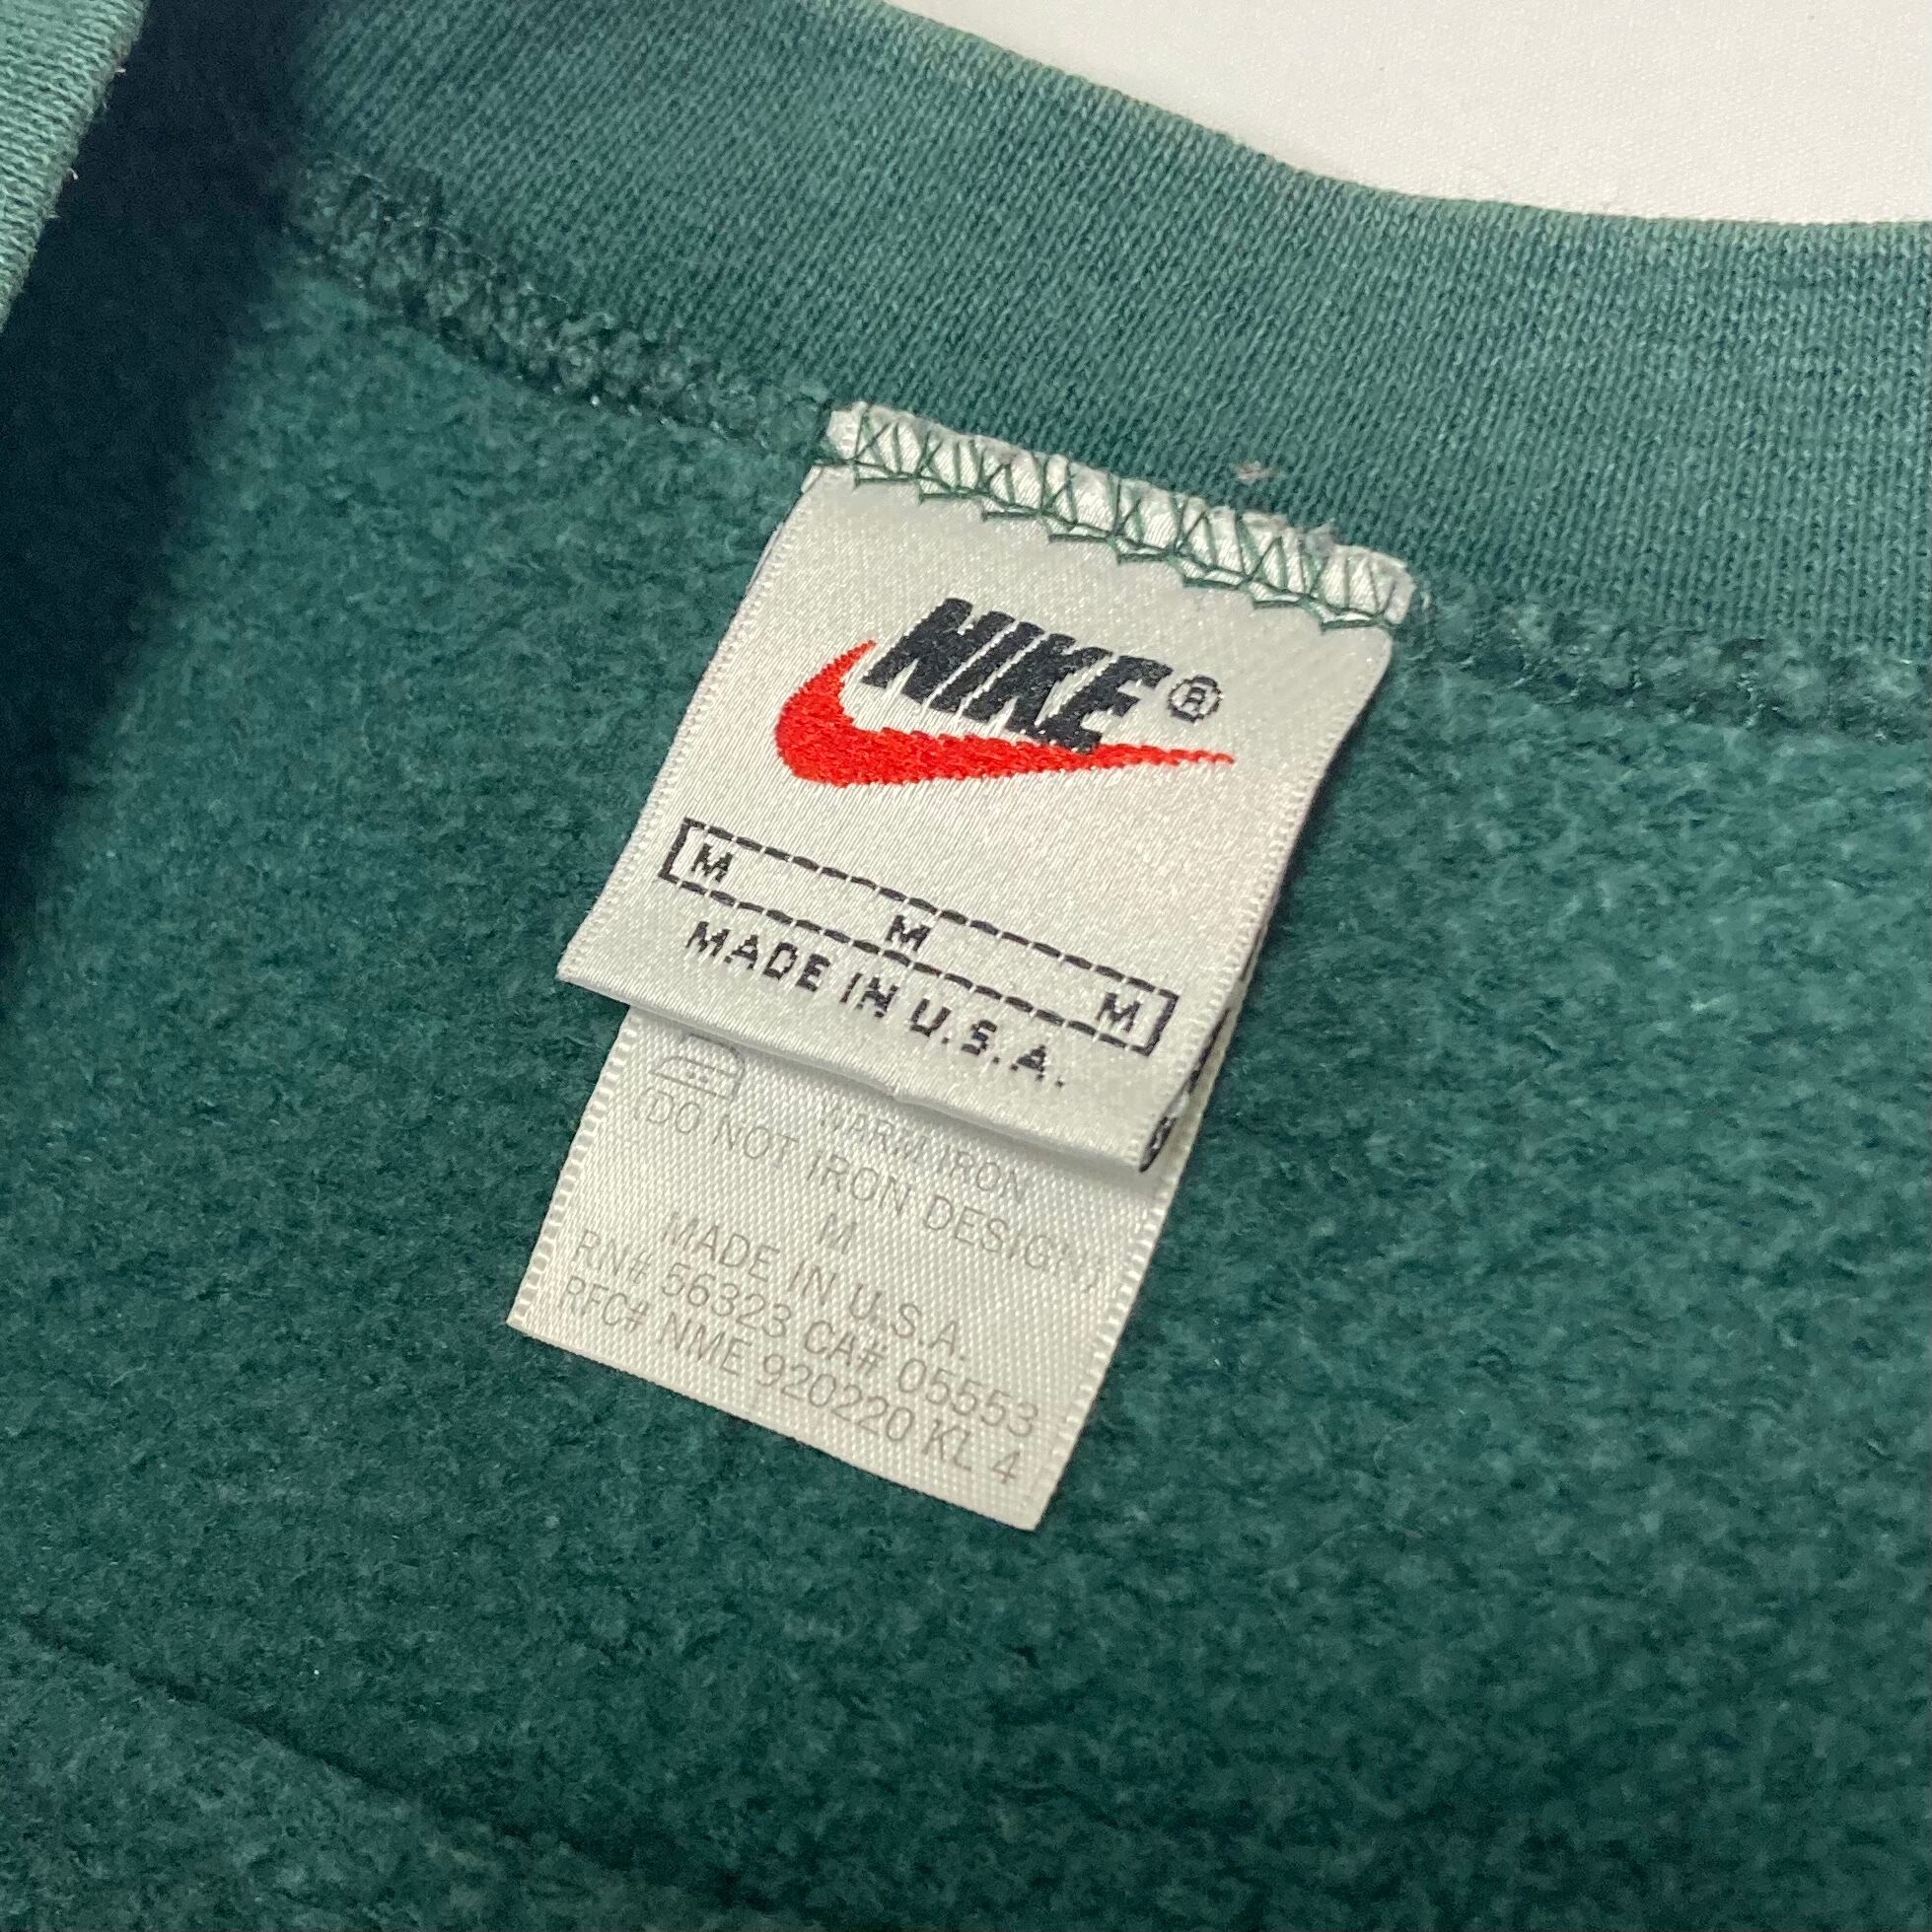 NIKE®
M M M
MADE IN U.S.A.
WARM IRON
(DO NOT IRON DESIGN)
M
MADE IN U.S.A.
RN# 56323 CA# 05553
RFC# NME 920220 KL 4